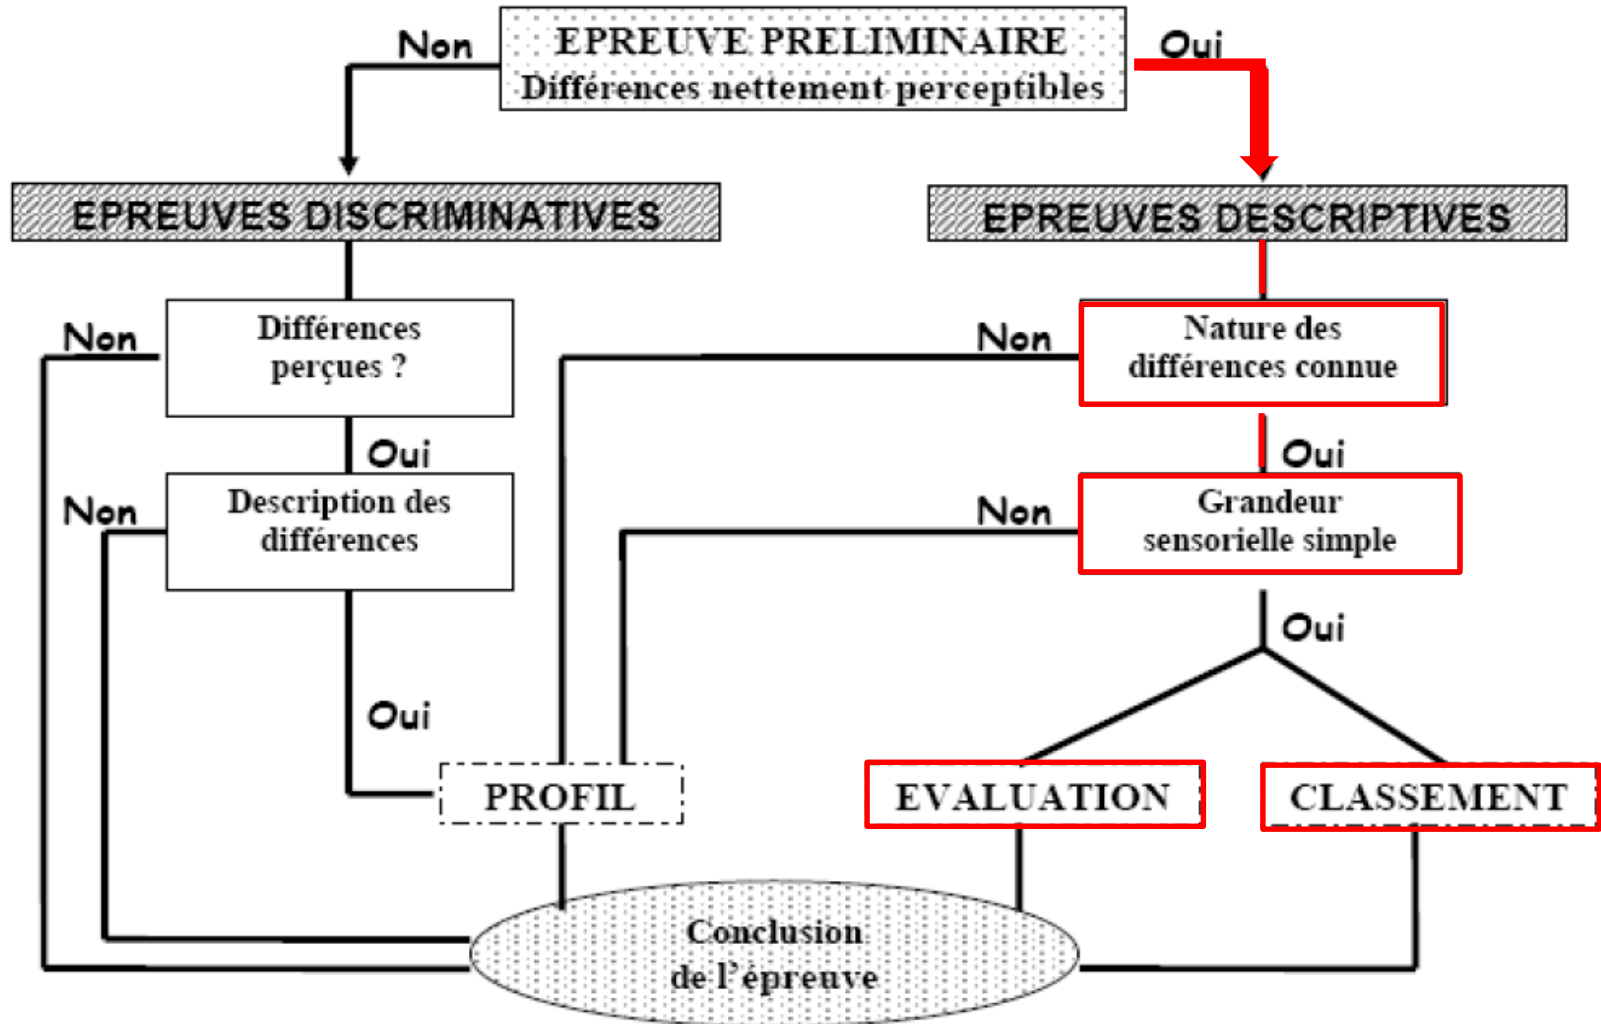 Non
EPREUVE PRELIMINAIRE
Oui
Différences nettement perceptibles
EPREUVES DISCRIMINATIVES
EPREUVES DESCRIPTIVES
Non
Différences
perçues ?
Non
Nature des
différences connue
Oui
Oui
Non
Description des
différences
Non
Grandeur
sensorielle simple
Oui
Oui
PROFIL
EVALUATION
CLASSEMENT
Conclusion
de l'épreuve